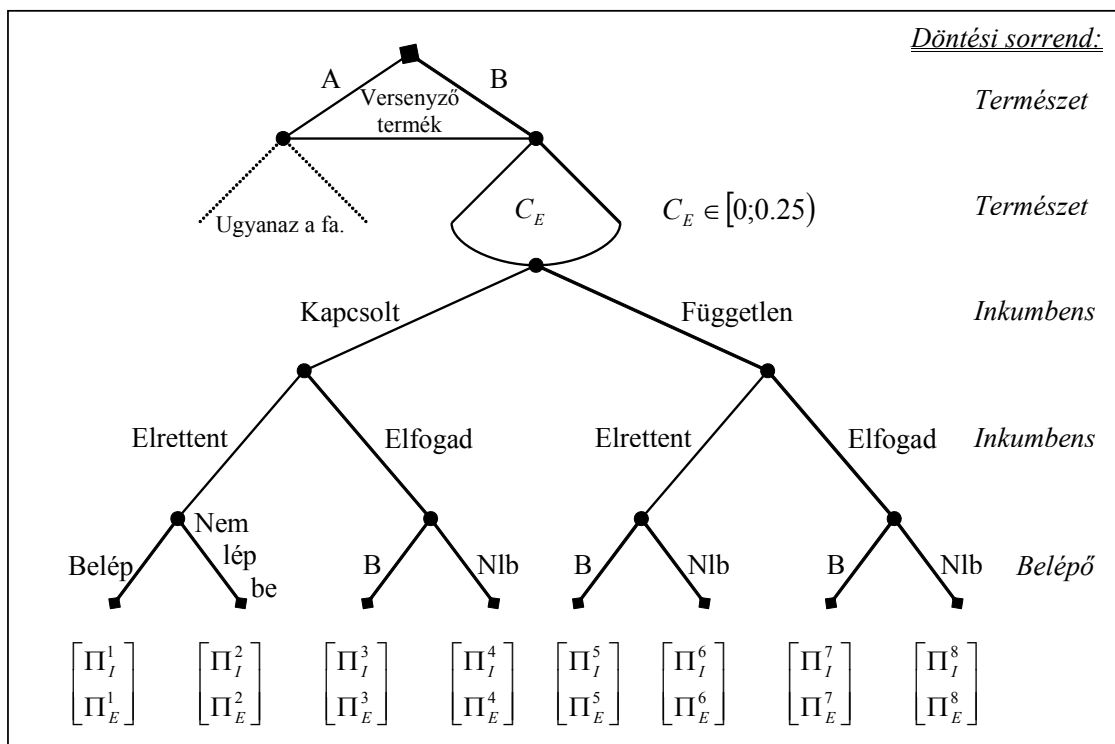 Döntési sorrend:
A
B
Versenyző
termék
Természet
Ugyanaz a fa.
C_E
C_E ∈ [0;0.25)
Természet
Kapcsolt
Független
Inkumbens
Elrettent
Elfogad
Elrettent
Elfogad
Inkumbens
Belép
Nem
lép
be
B
Nlb
B
Nlb
B
Nlb
Belépő
Π_I^1 Π_I^2 Π_I^3 Π_I^4 Π_I^5 Π_I^6 Π_I^7 Π_I^8
Π_E^1 Π_E^2 Π_E^3 Π_E^4 Π_E^5 Π_E^6 Π_E^7 Π_E^8